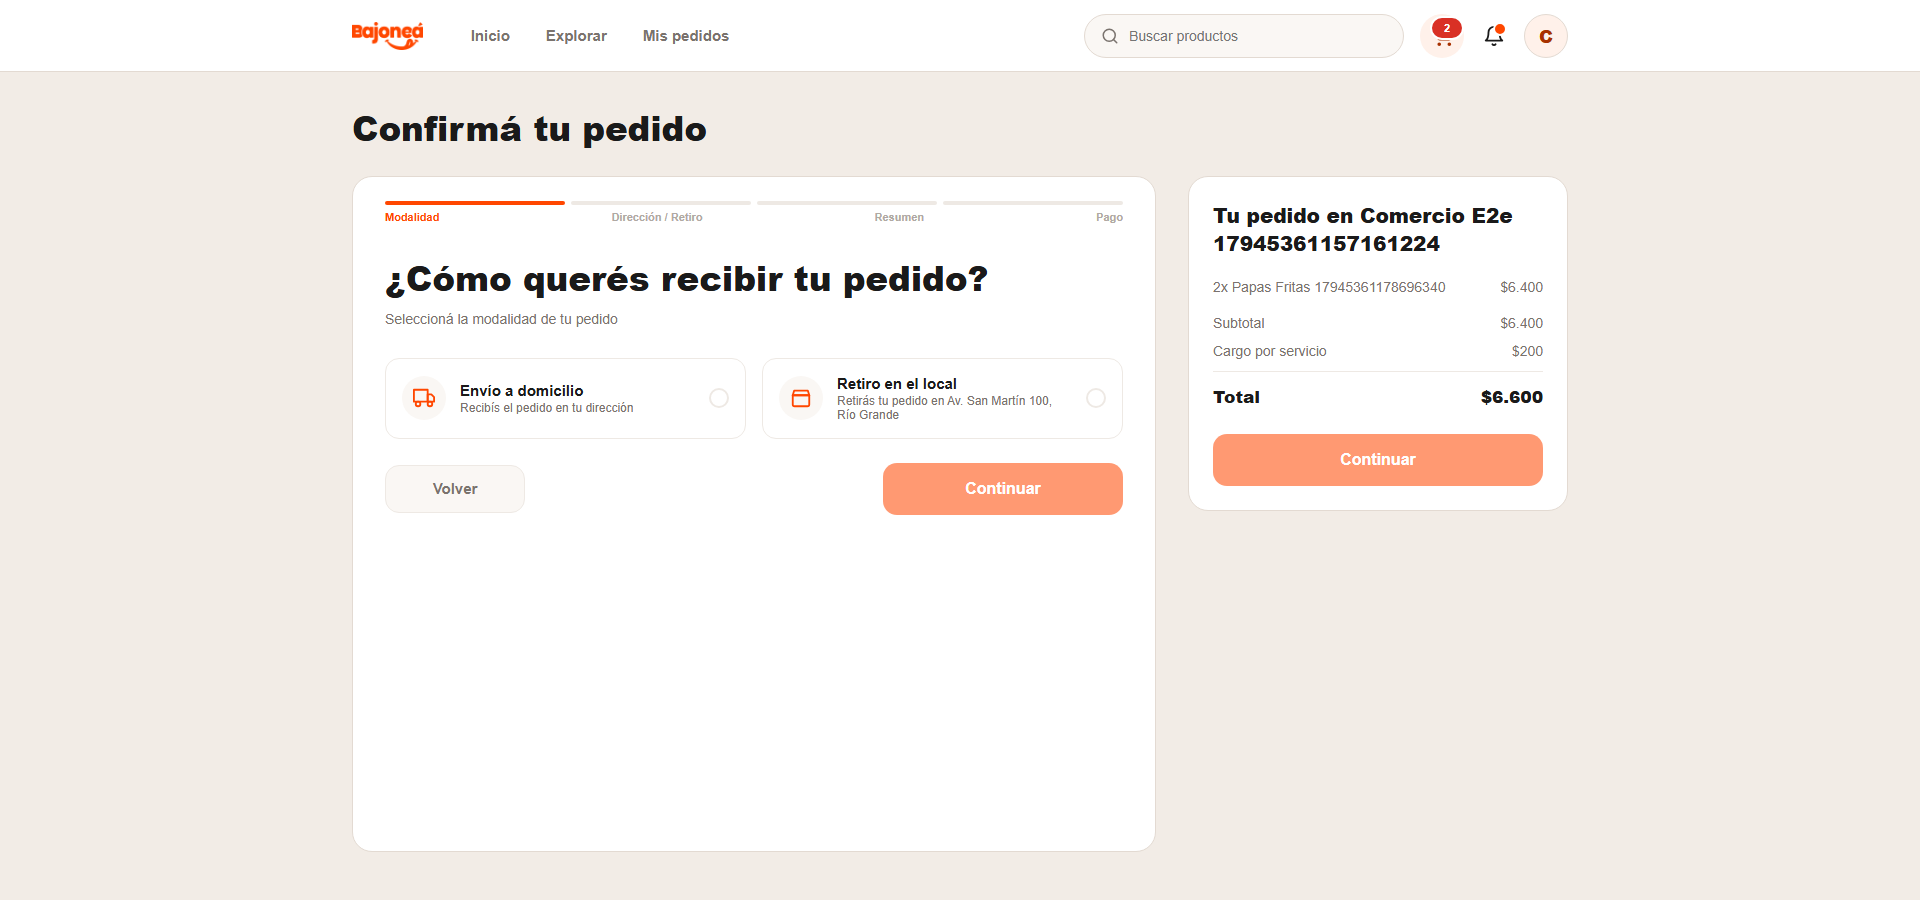 Bajoneá
Inicio
Explorar
Mis pedidos
Buscar productos
2
C
Confirmá tu pedido
Modalidad
Dirección / Retiro
Resumen
Pago
¿Cómo querés recibir tu pedido?
Seleccioná la modalidad de tu pedido
Envío a domicilio
Recibís el pedido en tu dirección
Retiro en el local
Retirás tu pedido en Av. San Martín 100,
Río Grande
Volver
Continuar
Tu pedido en Comercio E2e
17945361157161224
2x Papas Fritas 17945361178696340 $6.400
Subtotal $6.400
Cargo por servicio $200
Total $6.600
Continuar